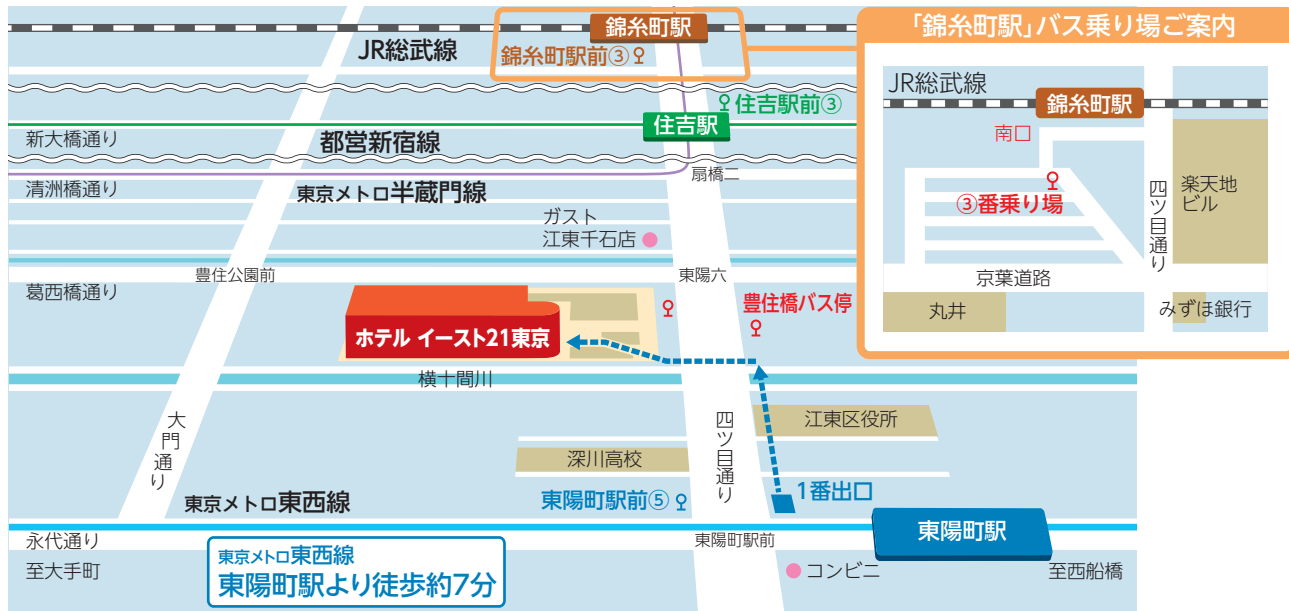 錦糸町駅
JR総武線
錦糸町駅前③
住吉駅前③
住吉駅
新大橋通り
都営新宿線
扇橋二
清洲橋通り
東京メトロ半蔵門線
ガスト
江東千石店
豊住公園前
東陽六
葛西橋通り
豊住橋バス停
ホテル イースト21東京
横十間川
大門通り
四ツ目通り
江東区役所
深川高校
東京メトロ東西線
東陽町駅前⑤
1番出口
東陽町駅
永代通り
東陽町駅前
至大手町
東京メトロ東西線
東陽町駅より徒歩約7分
コンビニ
至西船橋
「錦糸町駅」バス乗り場ご案内
JR総武線
錦糸町駅
南口
③番乗り場
四ツ目通り
楽天地
ビル
京葉道路
丸井
みずほ銀行